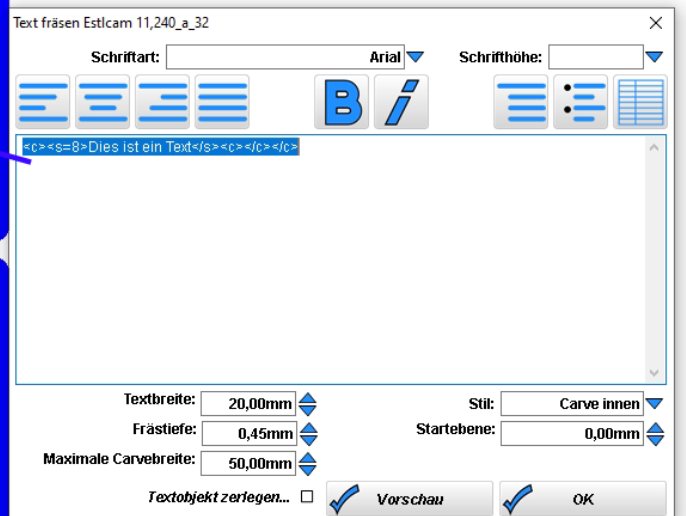 Text fräsen Estlcam 11,240_a_32
Schriftart: Arial Schrifthöhe:
B i
<c><s=8>Dies ist ein Text</s><c></c></c>
Textbreite: 20,00mm Stil: Carve innen
Frästiefe: 0,45mm Startebene: 0,00mm
Maximale Carvebreite: 50,00mm
Textobjekt zerlegen... Vorschau OK